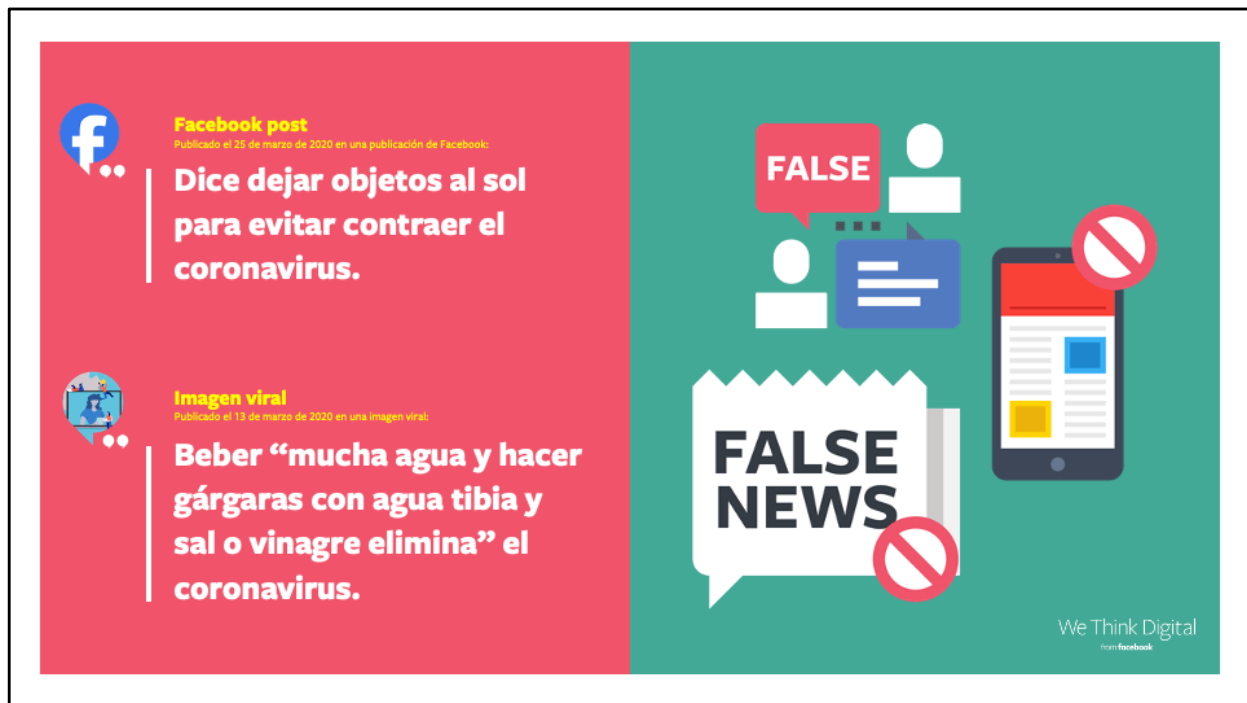 Facebook post
Publicado el 25 de marzo de 2020 en una publicación de Facebook:
Dice dejar objetos al sol
para evitar contraer el
coronavirus.
Imagen viral
Publicado el 13 de marzo de 2020 en una imagen viral:
Beber “mucha agua y hacer
gárgaras con agua tibia y
sal o vinagre elimina” el
coronavirus.
FALSE
FALSE
NEWS
We Think Digital
from facebook